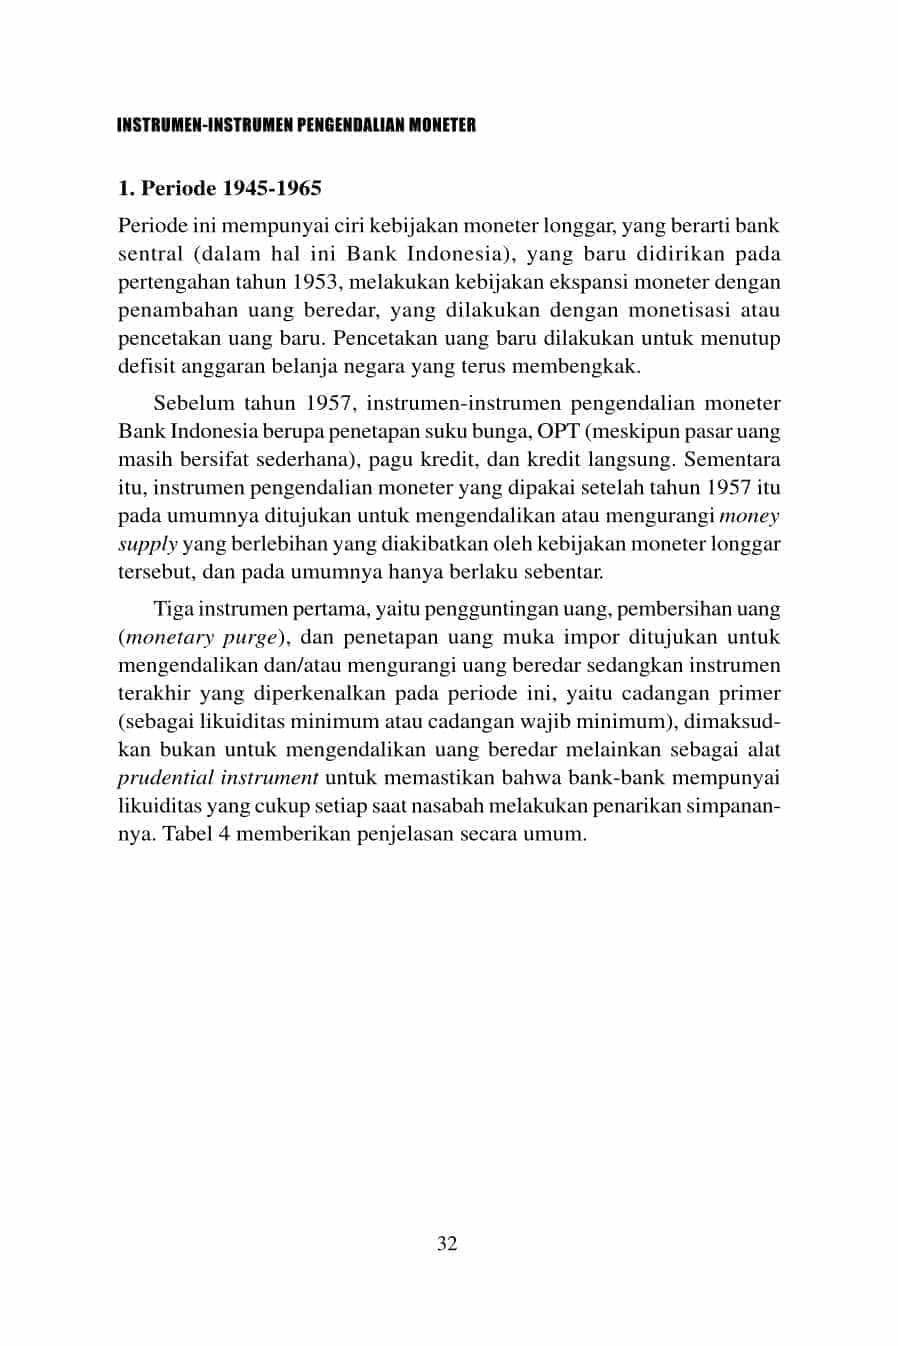 INSTRUMEN-INSTRUMEN PENGENDALIAN MONETER
1. Periode 1945-1965
Periode ini mempunyai ciri kebijakan moneter longgar, yang berarti bank
sentral (dalam hal ini Bank Indonesia), yang baru didirikan pada
pertengahan tahun 1953, melakukan kebijakan ekspansi moneter dengan
penambahan uang beredar, yang dilakukan dengan monetisasi atau
pencetakan uang baru. Pencetakan uang baru dilakukan untuk menutup
defisit anggaran belanja negara yang terus membengkak.
Sebelum tahun 1957, instrumen-instrumen pengendalian moneter
Bank Indonesia berupa penetapan suku bunga, OPT (meskipun pasar uang
masih bersifat sederhana), pagu kredit, dan kredit langsung. Sementara
itu, instrumen pengendalian moneter yang dipakai setelah tahun 1957 itu
pada umumnya ditujukan untuk mengendalikan atau mengurangi money
supply yang berlebihan yang diakibatkan oleh kebijakan moneter longgar
tersebut, dan pada umumnya hanya berlaku sebentar.
Tiga instrumen pertama, yaitu pengguntingan uang, pembersihan uang
(monetary purge), dan penetapan uang muka impor ditujukan untuk
mengendalikan dan/atau mengurangi uang beredar sedangkan instrumen
terakhir yang diperkenalkan pada periode ini, yaitu cadangan primer
(sebagai likuiditas minimum atau cadangan wajib minimum), dimaksud-
kan bukan untuk mengendalikan uang beredar melainkan sebagai alat
prudential instrument untuk memastikan bahwa bank-bank mempunyai
likuiditas yang cukup setiap saat nasabah melakukan penarikan simpanan-
nya. Tabel 4 memberikan penjelasan secara umum.
32